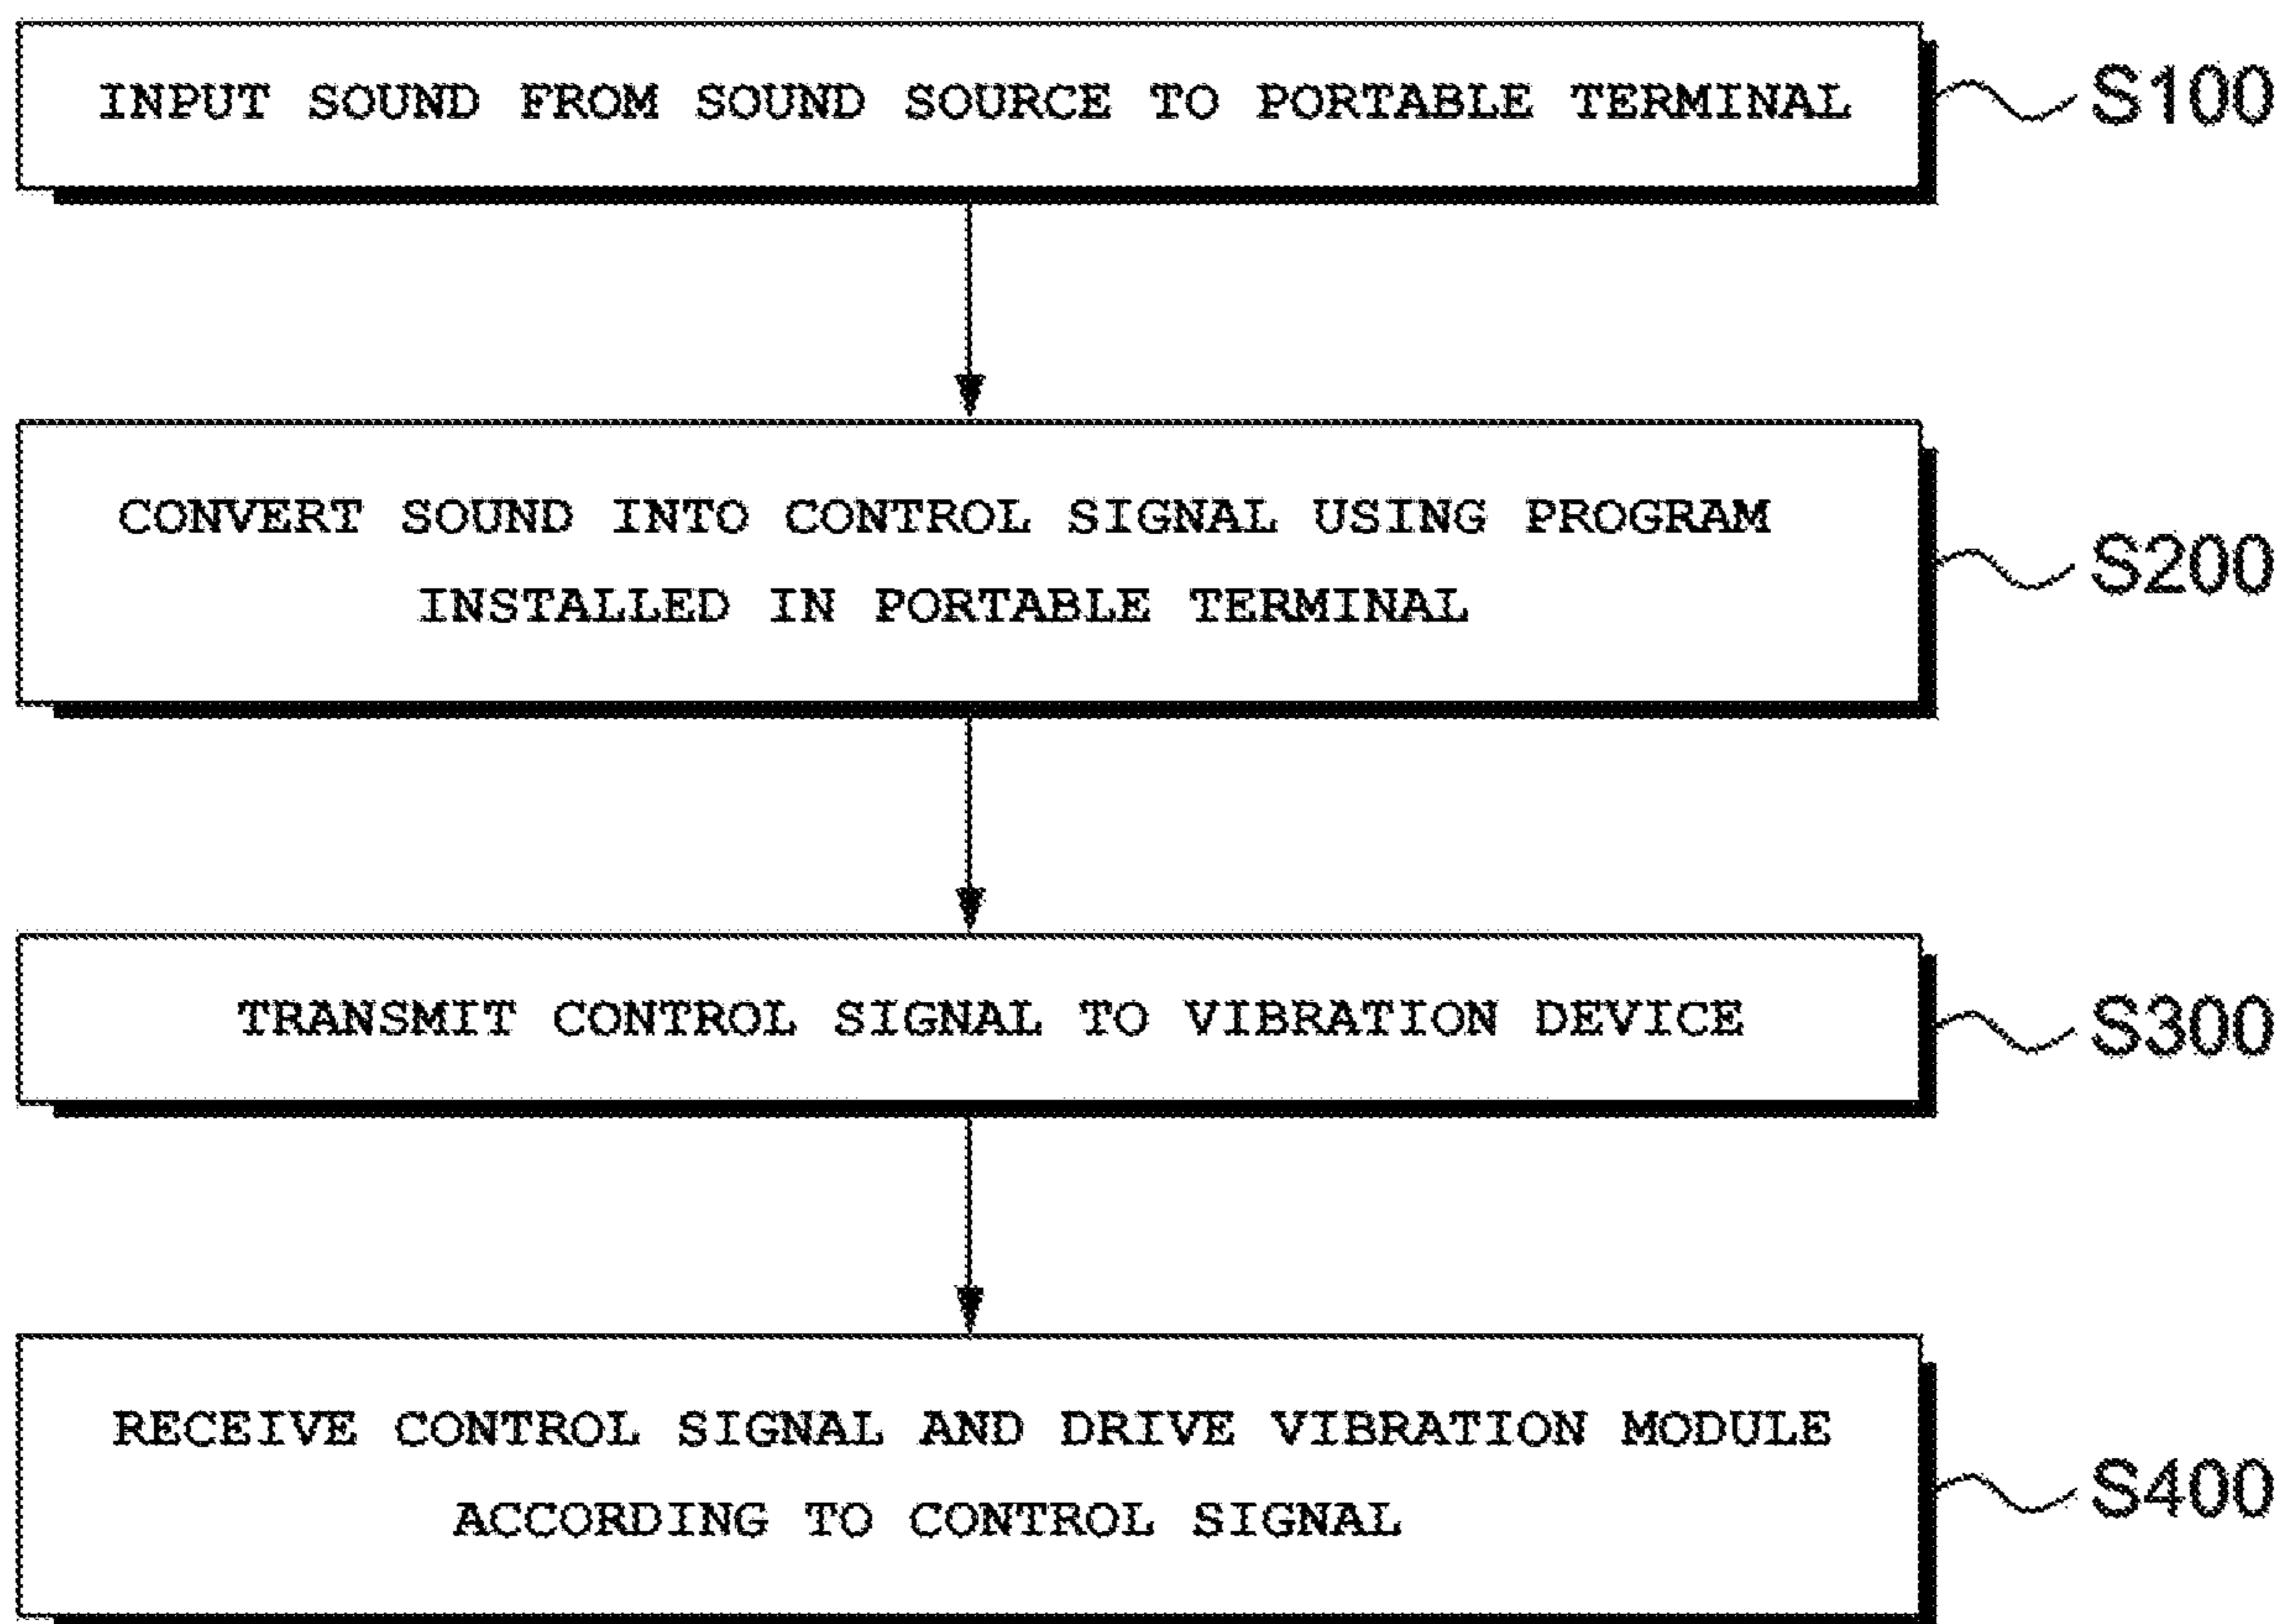 INPUT SOUND FROM SOUND SOURCE TO PORTABLE TERMINAL
S100
CONVERT SOUND INTO CONTROL SIGNAL USING PROGRAM
INSTALLED IN PORTABLE TERMINAL
S200
TRANSMIT CONTROL SIGNAL TO VIBRATION DEVICE
S300
RECEIVE CONTROL SIGNAL AND DRIVE VIBRATION MODULE
ACCORDING TO CONTROL SIGNAL
S400